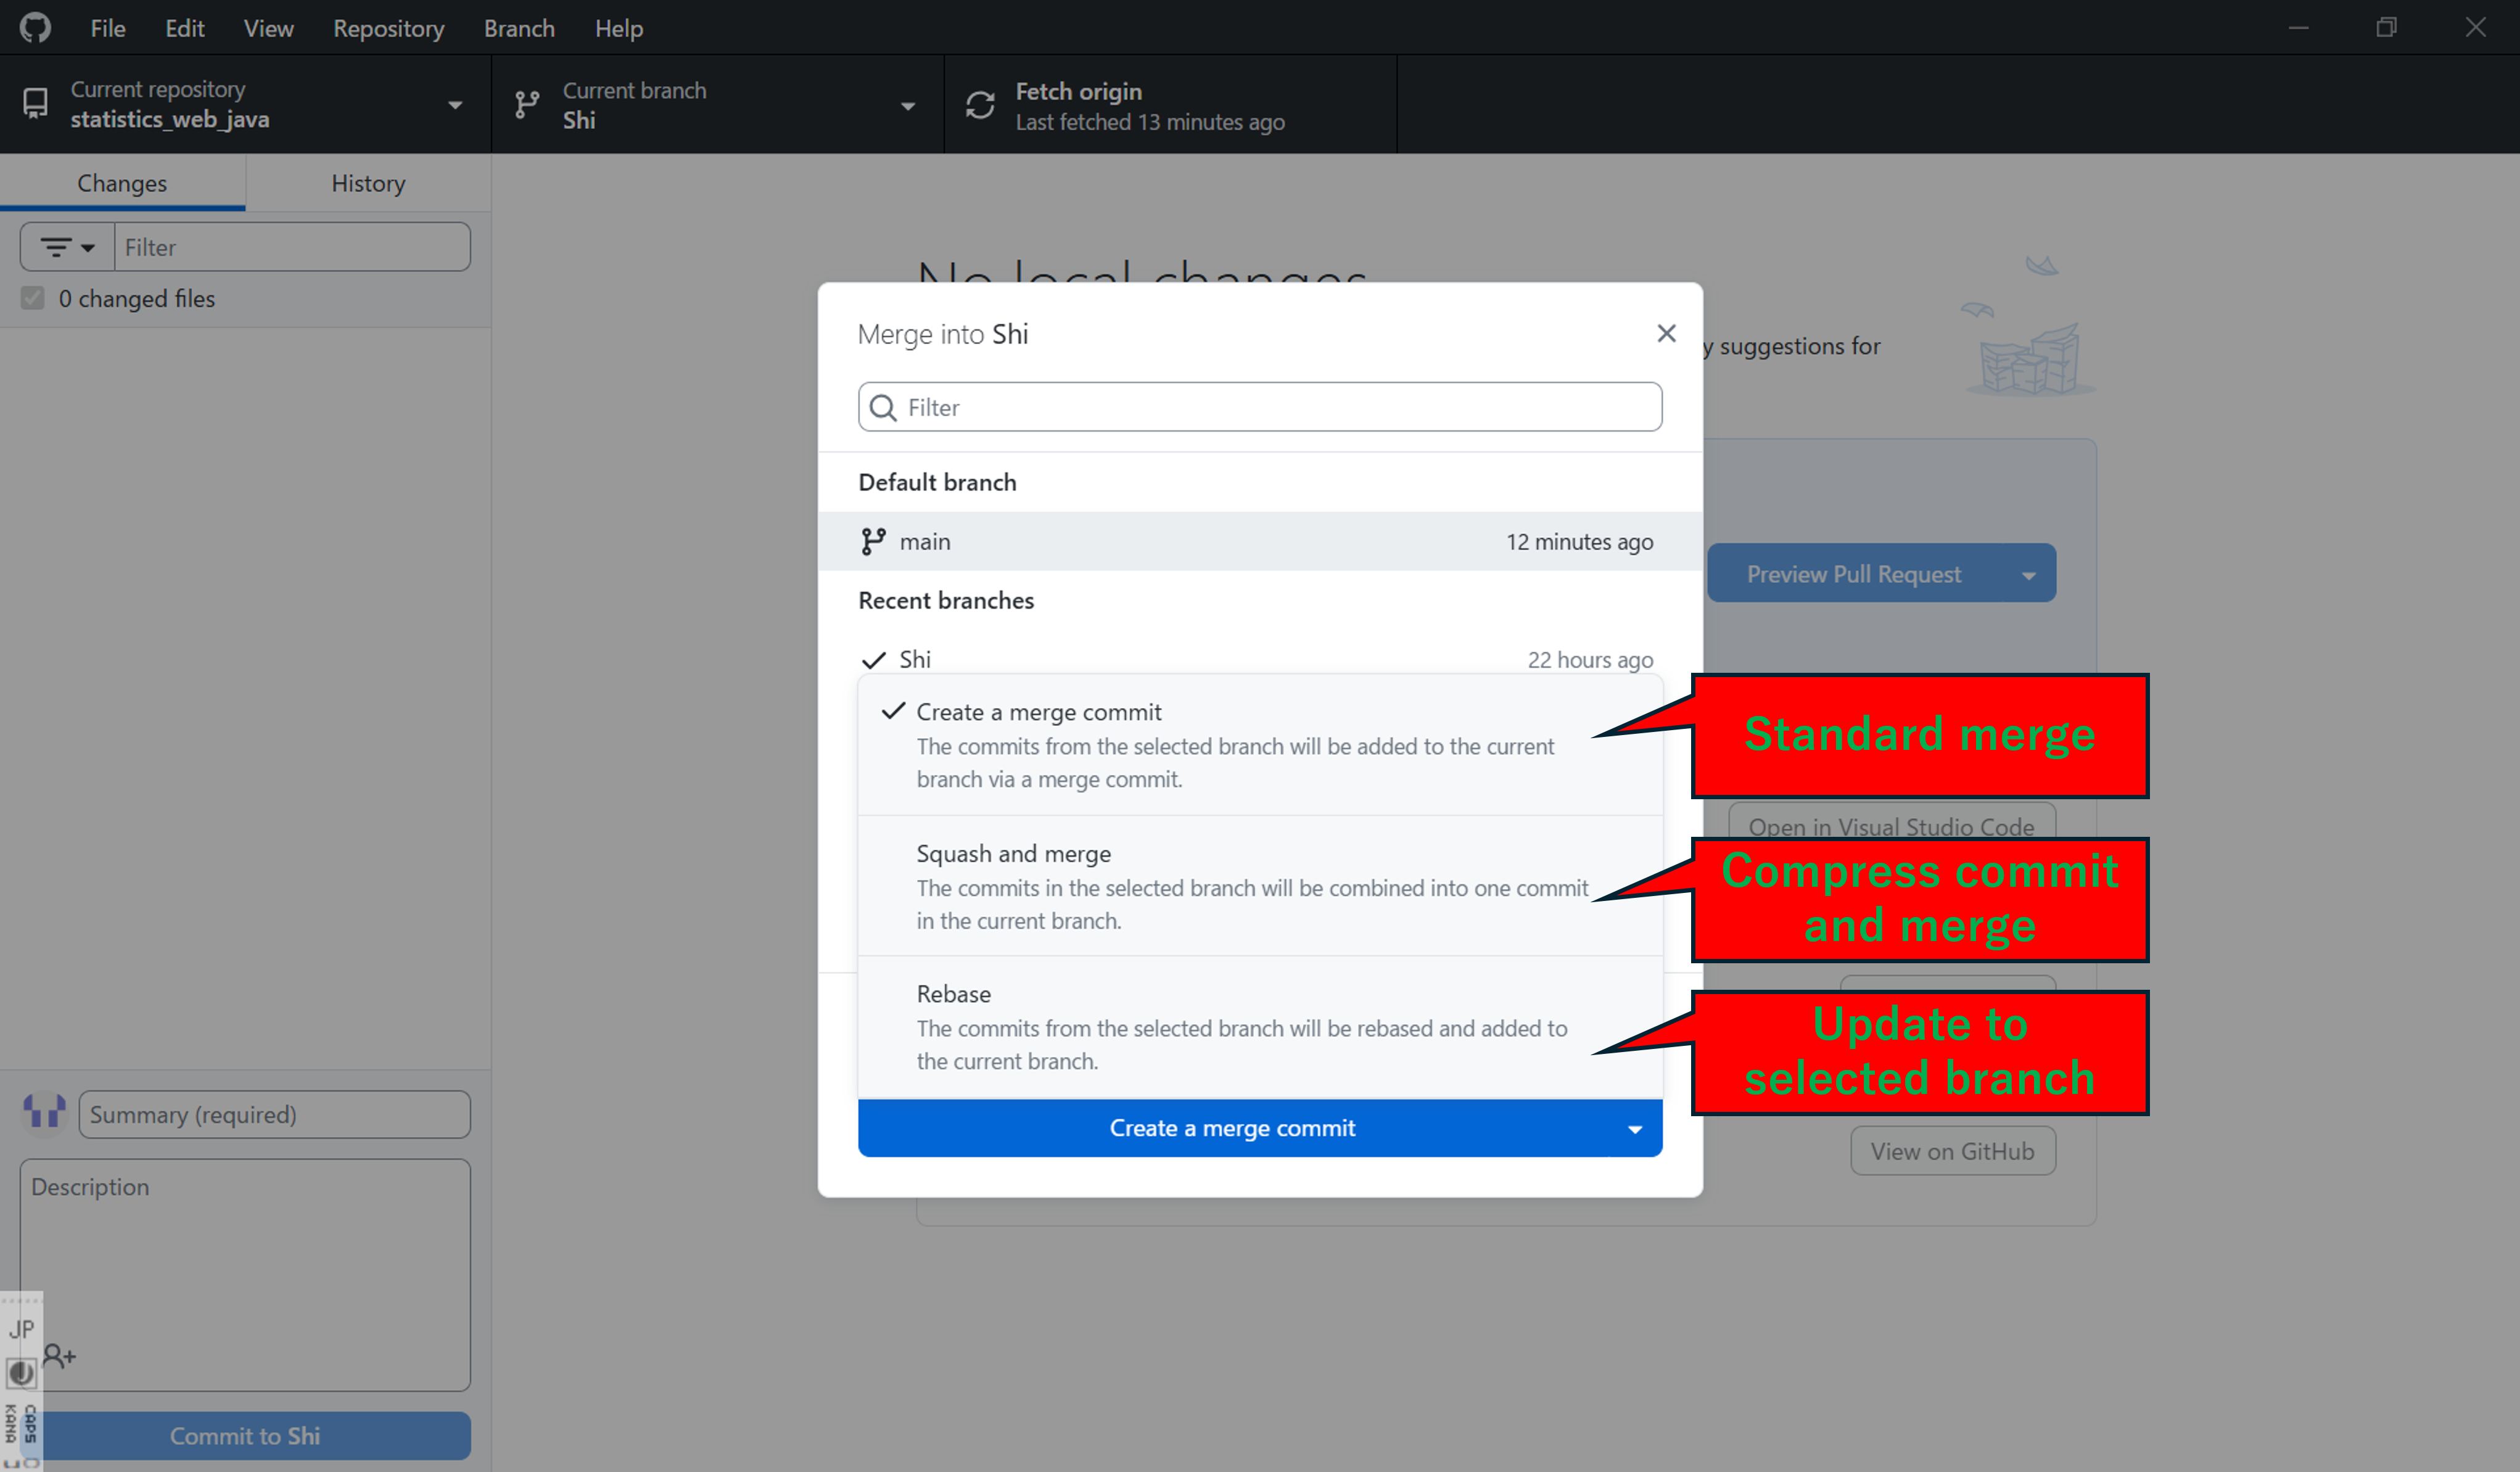 File Edit View Repository Branch Help
Current repository
statistics_web_java
Current branch
Shi
Fetch origin
Last fetched 13 minutes ago
Changes
History
Filter
0 changed files
No local changes
y suggestions for
Merge into Shi
Filter
Default branch
main
12 minutes ago
Preview Pull Request
Recent branches
Shi
22 hours ago
Create a merge commit
The commits from the selected branch will be added to the current
branch via a merge commit.
Standard merge
Open in Visual Studio Code
Squash and merge
The commits in the selected branch will be combined into one commit
in the current branch.
Compress commit
and merge
Rebase
The commits from the selected branch will be rebased and added to
the current branch.
Update to
selected branch
Create a merge commit
View on GitHub
Summary (required)
Description
JP
CAPS
KANA
Commit to Shi